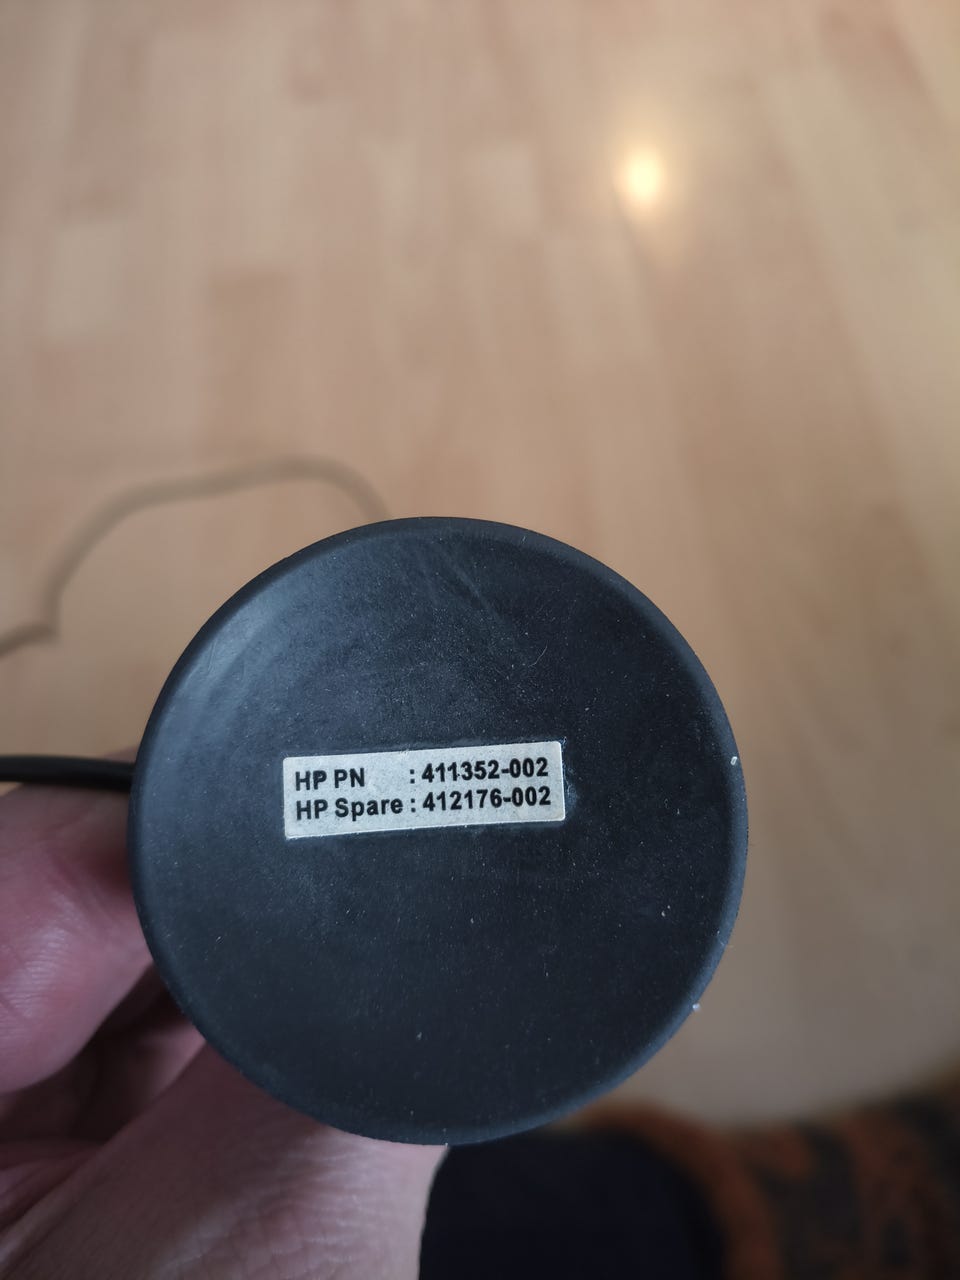 HP PN : 411352-002
HP Spare : 412176-002